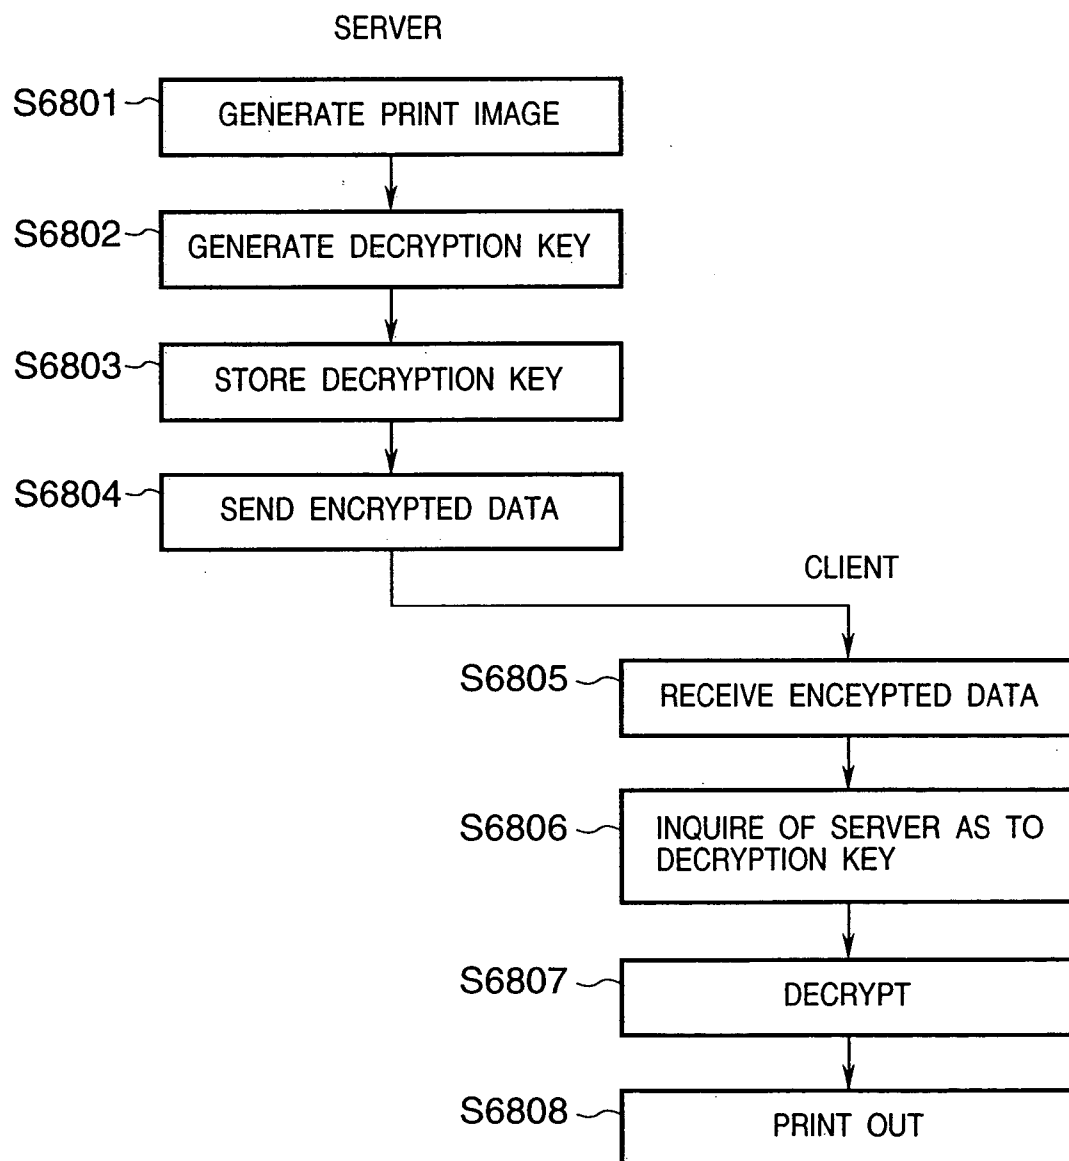 SERVER
S6801
GENERATE PRINT IMAGE
S6802
GENERATE DECRYPTION KEY
S6803
STORE DECRYPTION KEY
S6804
SEND ENCRYPTED DATA
CLIENT
S6805
RECEIVE ENCEYPTED DATA
S6806
INQUIRE OF SERVER AS TO
DECRYPTION KEY
S6807
DECRYPT
S6808
PRINT OUT